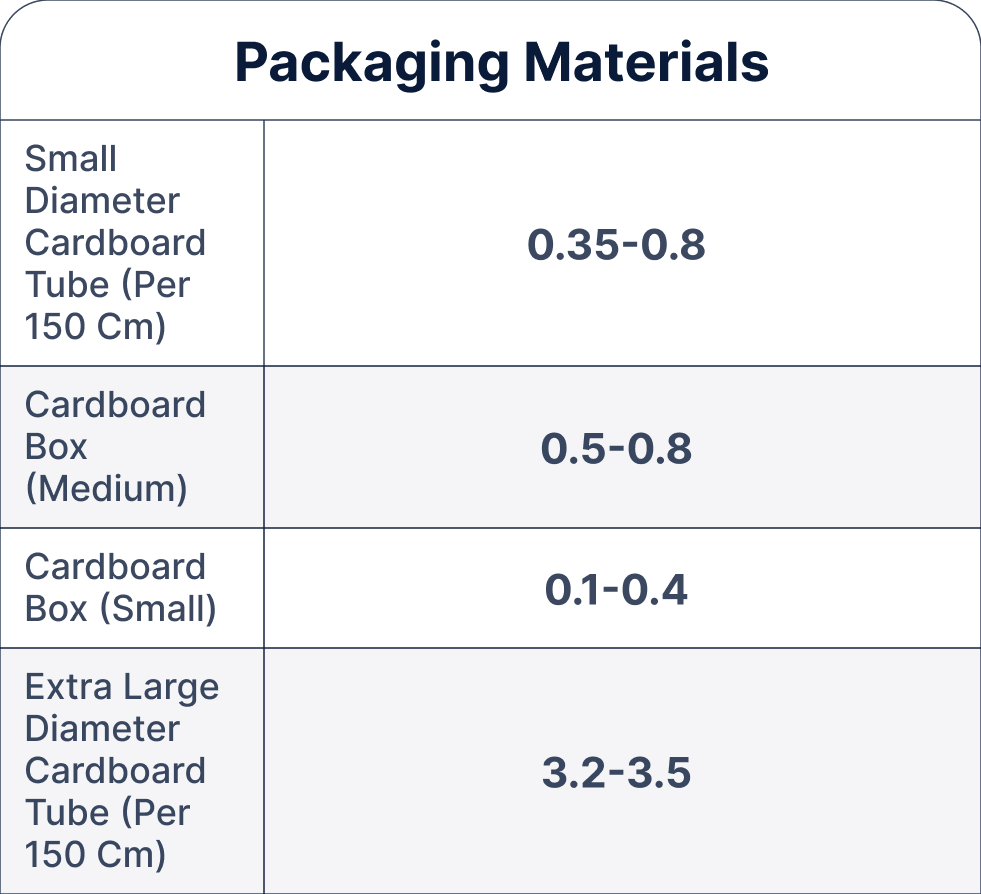 Packaging Materials
Small
Diameter
Cardboard
Tube (Per
150 Cm)
0.35-0.8
Cardboard
Box
(Medium)
0.5-0.8
Cardboard
Box (Small)
0.1-0.4
Extra Large
Diameter
Cardboard
Tube (Per
150 Cm)
3.2-3.5